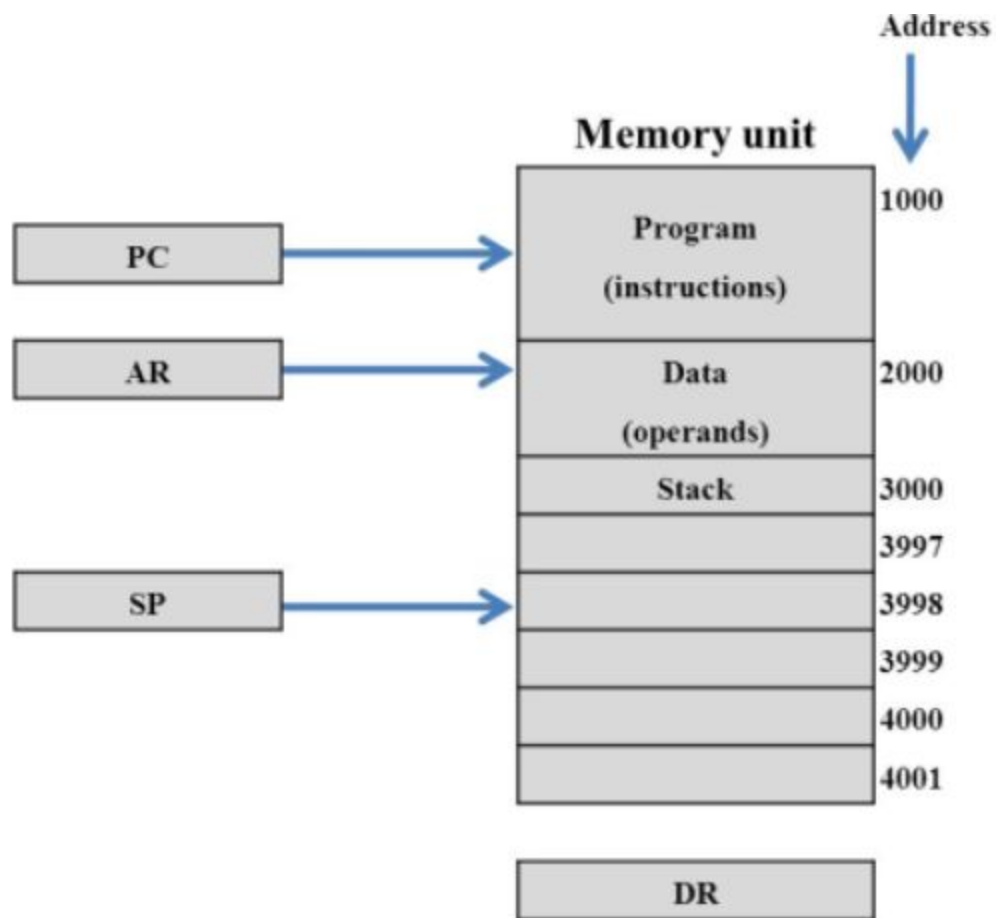 Address
Memory unit
1000
Program
(instructions)
PC
AR
Data
2000
(operands)
Stack
3000
3997
SP
3998
3999
4000
4001
DR